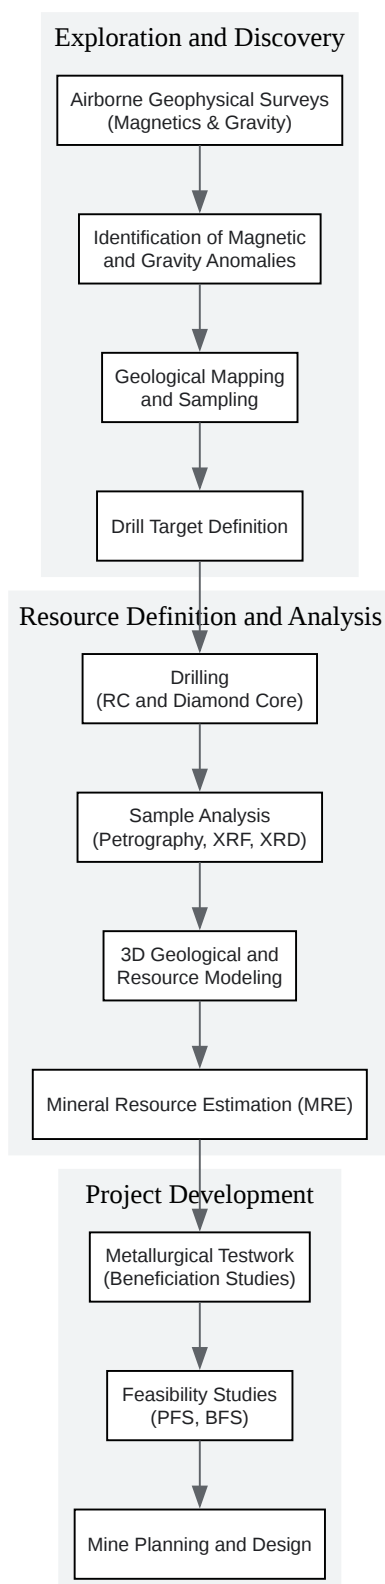 Exploration and Discovery
Airborne Geophysical Surveys
(Magnetics & Gravity)
Identification of Magnetic
and Gravity Anomalies
Geological Mapping
and Sampling
Drill Target Definition
Resource Definition and Analysis
Drilling
(RC and Diamond Core)
Sample Analysis
(Petrography, XRF, XRD)
3D Geological and
Resource Modeling
Mineral Resource Estimation (MRE)
Project Development
Metallurgical Testwork
(Beneficiation Studies)
Feasibility Studies
(PFS, BFS)
Mine Planning and Design